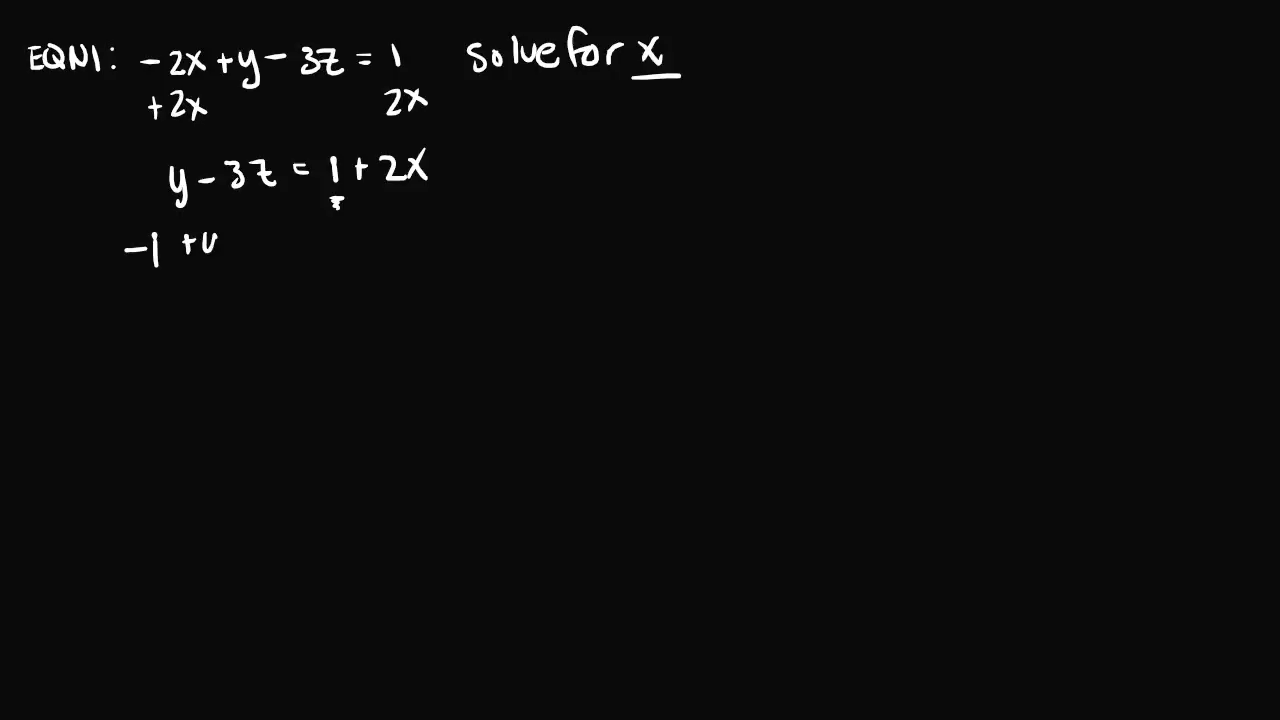 EQN1: -2x + y - 3z = 1 solve for x
+2x 2x
y - 3z = 1 + 2x
-1 +